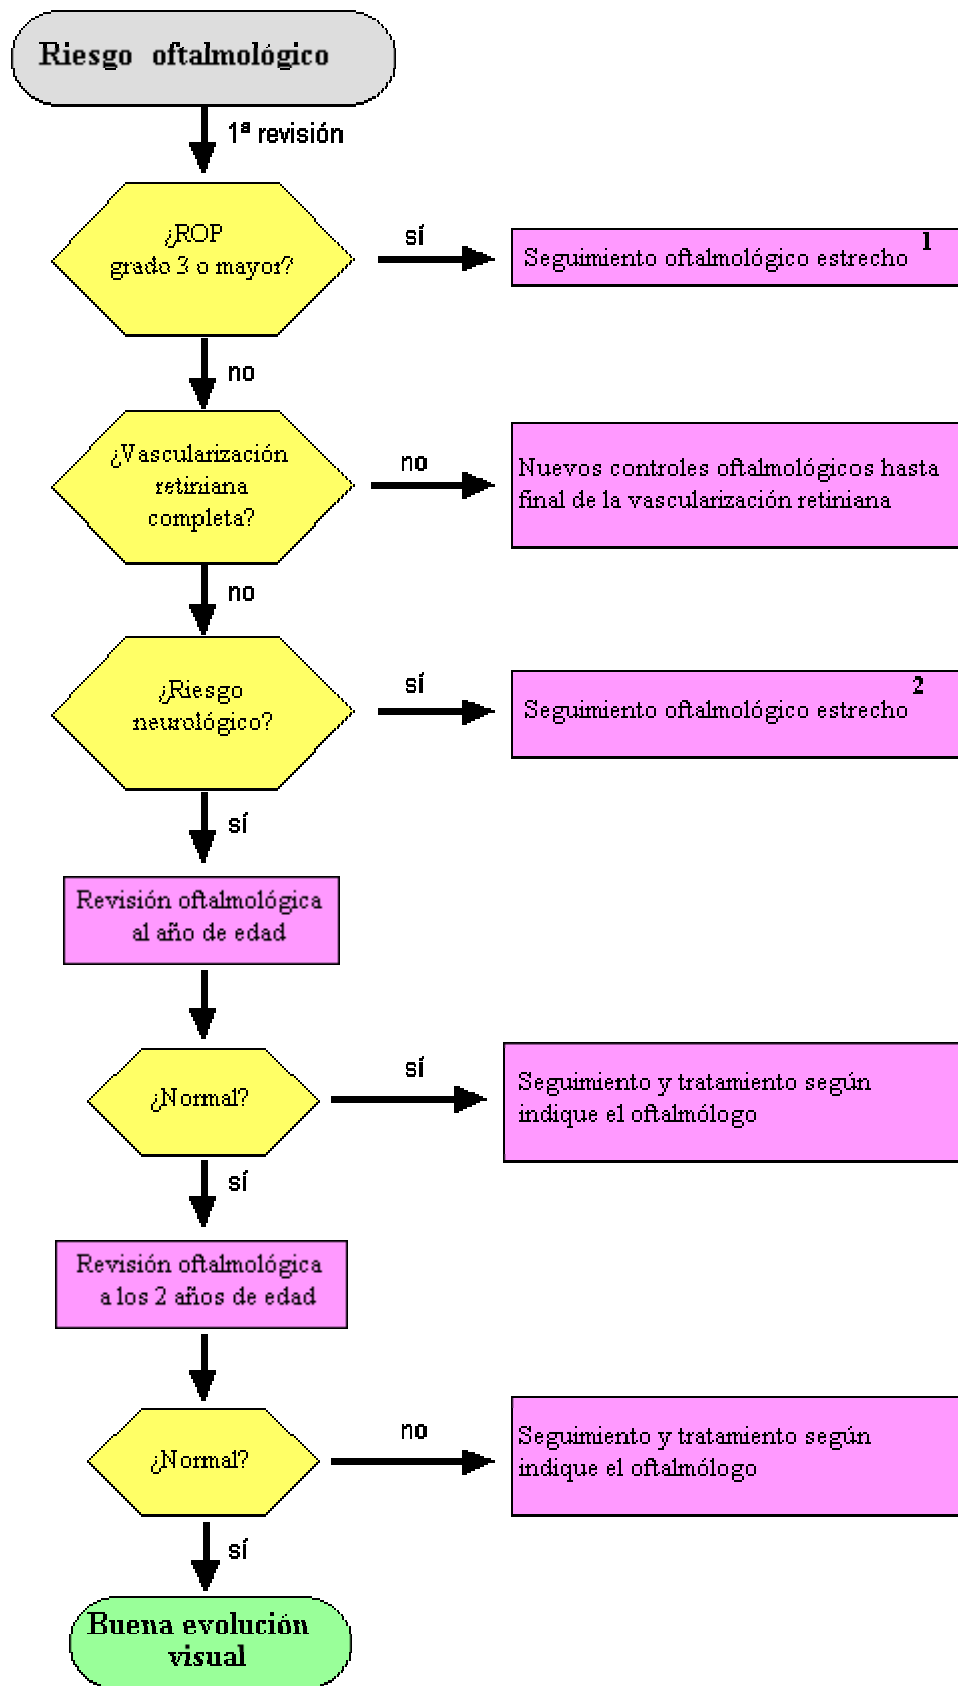 Riesgo oftalmológico
1ª revisión
¿ROP
grado 3 o mayor?
sí
Seguimiento oftalmológico estrecho 1
no
¿Vascularización
retiniana
completa?
no
Nuevos controles oftalmológicos hasta
final de la vascularización retiniana
no
¿Riesgo
neurológico?
sí
Seguimiento oftalmológico estrecho 2
sí
Revisión oftalmológica
al año de edad
¿Normal?
sí
Seguimiento y tratamiento según
indique el oftalmólogo
sí
Revisión oftalmológica
a los 2 años de edad
¿Normal?
no
Seguimiento y tratamiento según
indique el oftalmólogo
sí
Buena evolución
visual